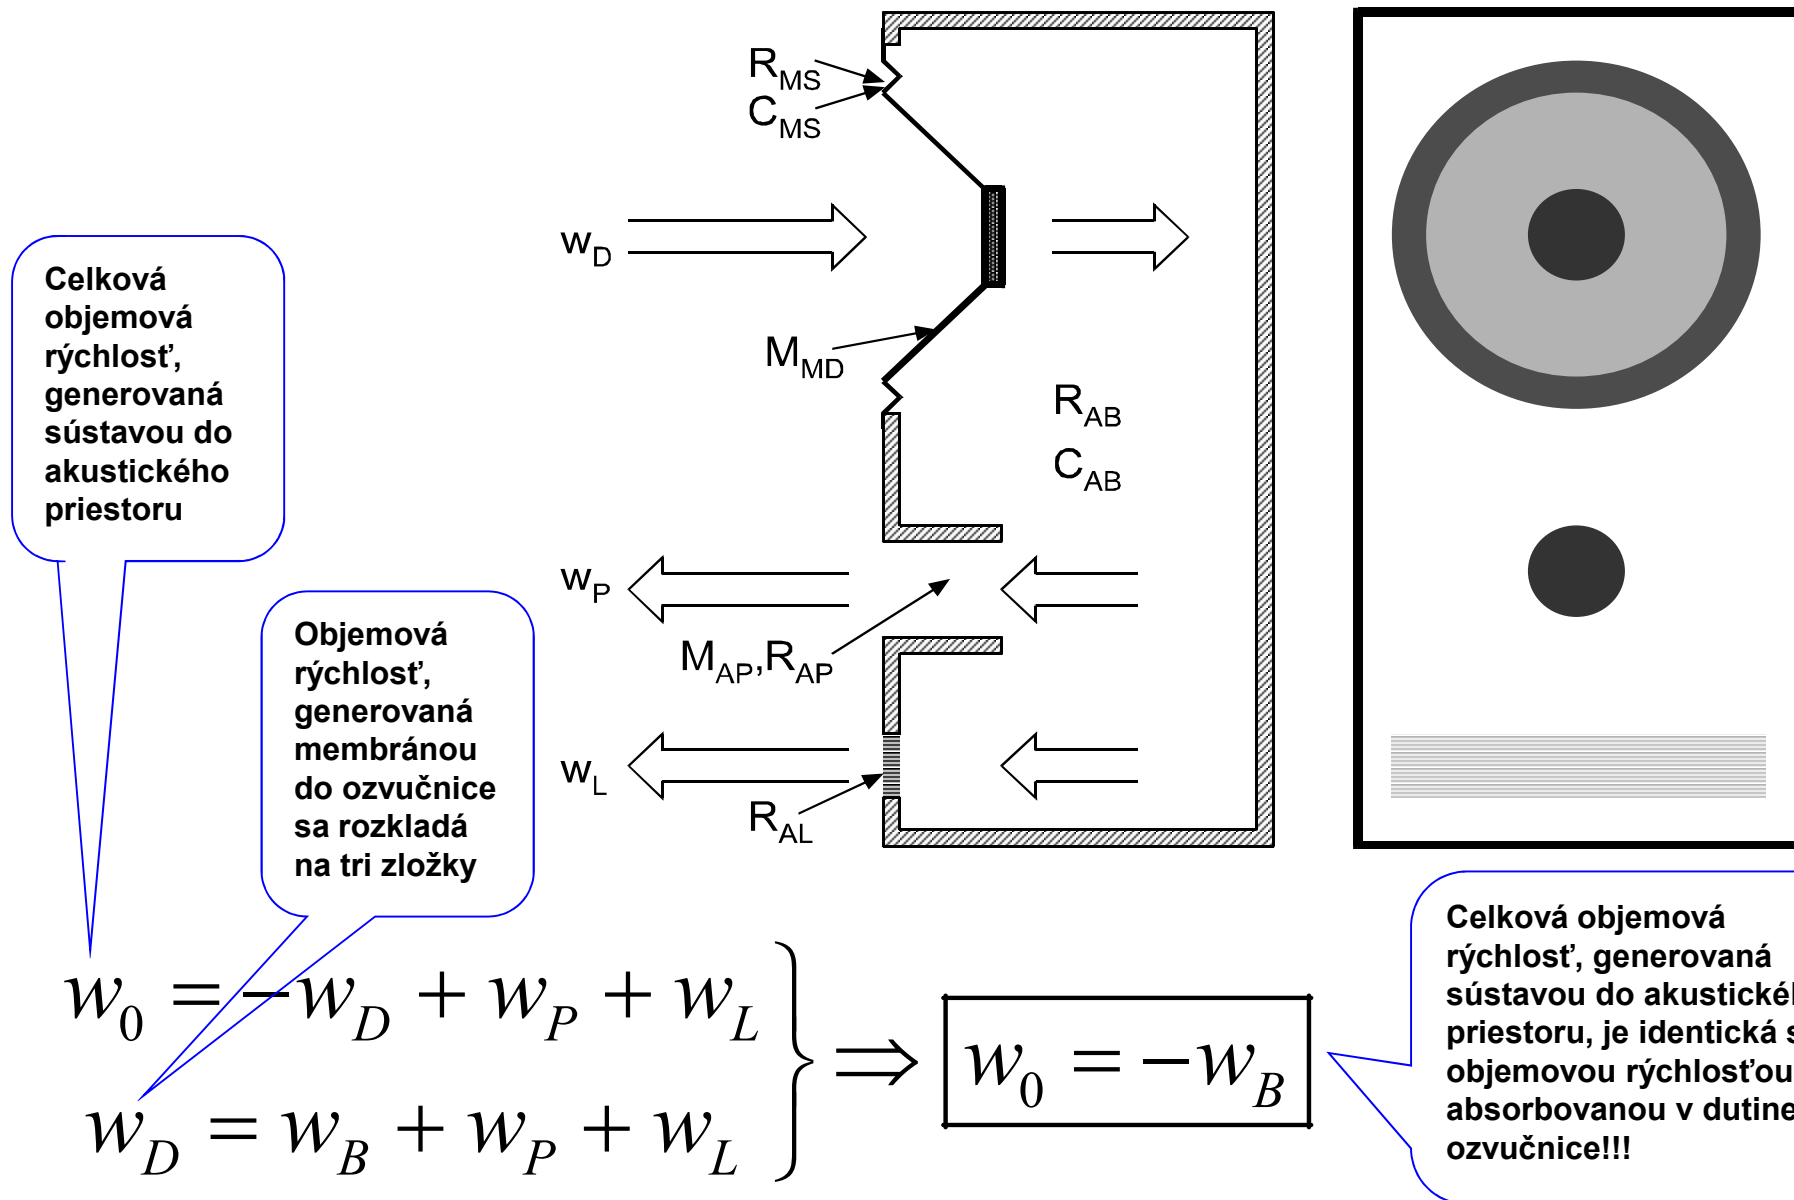 R_MS
C_MS
w_D
Celková
objemová
rýchlosť,
generovaná
sústavou do
akustického
priestoru
M_MD
R_AB
C_AB
w_P
Objemová
rýchlosť,
generovaná
membránou
do ozvučnice
sa rozkladá
na tri zložky
M_AP,R_AP
w_L
R_AL
w_0 = -w_D + w_P + w_L
w_D = w_B + w_P + w_L
⇒ w_0 = -w_B
Celková objemová
rýchlosť, generovaná
sústavou do
priestoru, je identická
objemovou rýchlosťou
absorbovanou v dutine
ozvučnice!!!